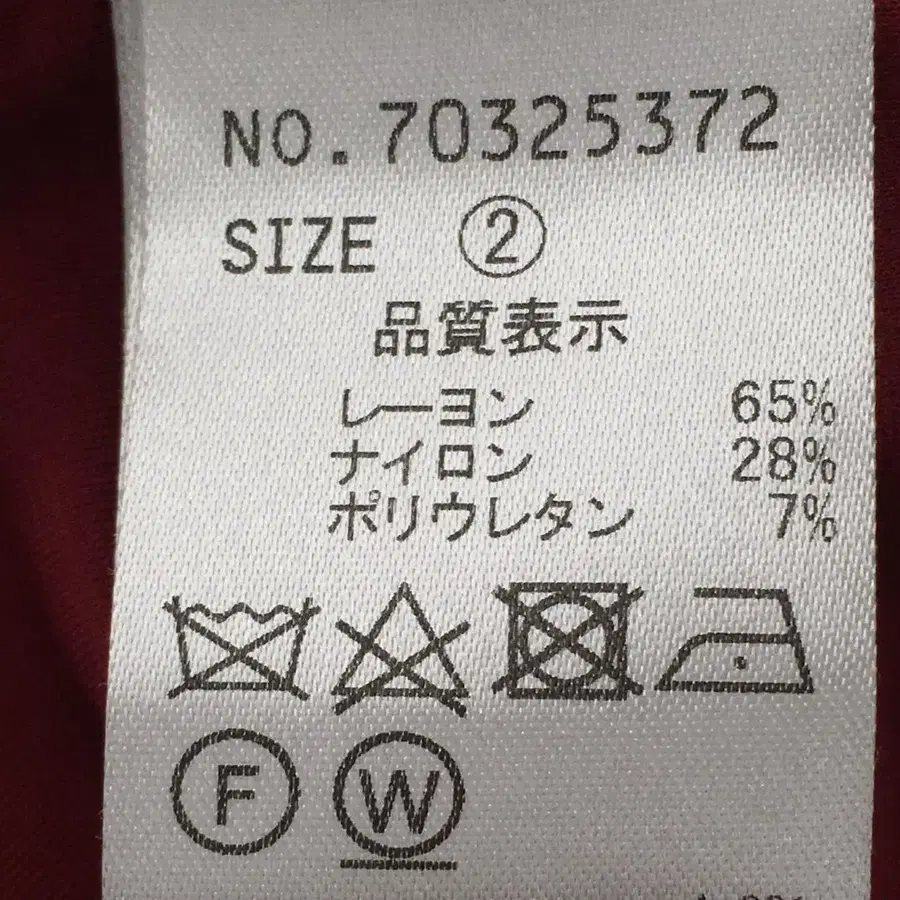 NO.70325372
SIZE ②
品質表示
レーヨン 65%
ナイロン 28%
ポリウレタン 7%
F W